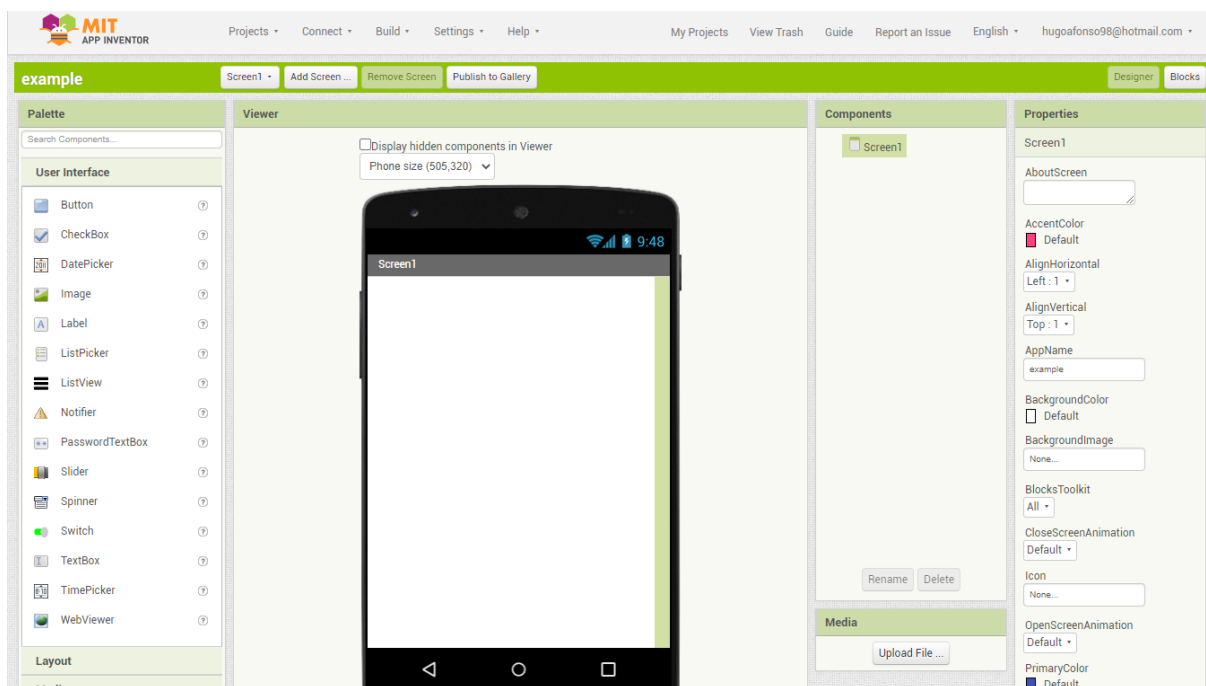 MIT
APP INVENTOR
Projects
Connect
Build
Settings
Help
My Projects
View Trash
Guide
Report an Issue
English
hugoafonso98@hotmail.com
example
Screen1
Add Screen ...
Remove Screen
Publish to Gallery
Designer
Blocks
Palette
Search Components...
User Interface
Button
CheckBox
DatePicker
Image
Label
ListPicker
ListView
Notifier
PasswordTextBox
Slider
Spinner
Switch
TextBox
TimePicker
WebViewer
Layout
Viewer
Display hidden components in Viewer
Phone size (505,320)
9:48
Screen1
Components
Screen1
Rename
Delete
Media
Upload File ...
Properties
Screen1
AboutScreen
AccentColor
Default
AlignHorizontal
Left : 1
AlignVertical
Top : 1
AppName
example
BackgroundColor
Default
BackgroundImage
None...
BlocksToolkit
All
CloseScreenAnimation
Default
Icon
None...
OpenScreenAnimation
Default
PrimaryColor
Default